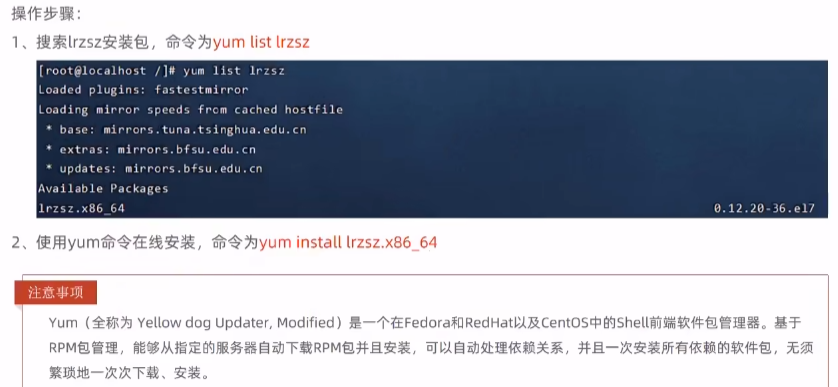 操作步骤：
1、搜索lrzsz安装包，命令为yum list lrzsz
[root@localhost /]# yum list lrzsz
Loaded plugins: fastestmirror
Loading mirror speeds from cached hostfile
* base: mirrors.tuna.tsinghua.edu.cn
* extras: mirrors.bfsu.edu.cn
* updates: mirrors.bfsu.edu.cn
Available Packages
lrzsz.x86_64 0.12.20-36.el7
2、使用yum命令在线安装，命令为yum install lrzsz.x86_64
注意事项
Yum（全称为 Yellow dog Updater, Modified）是一个在Fedora和RedHat以及CentOS中的Shell前端软件包管理器。基于
RPM包管理，能够从指定的服务器自动下载RPM包并且安装，可以自动处理依赖关系，并且一次安装所有依赖的软件包，无须
繁琐地一次次下载、安装。